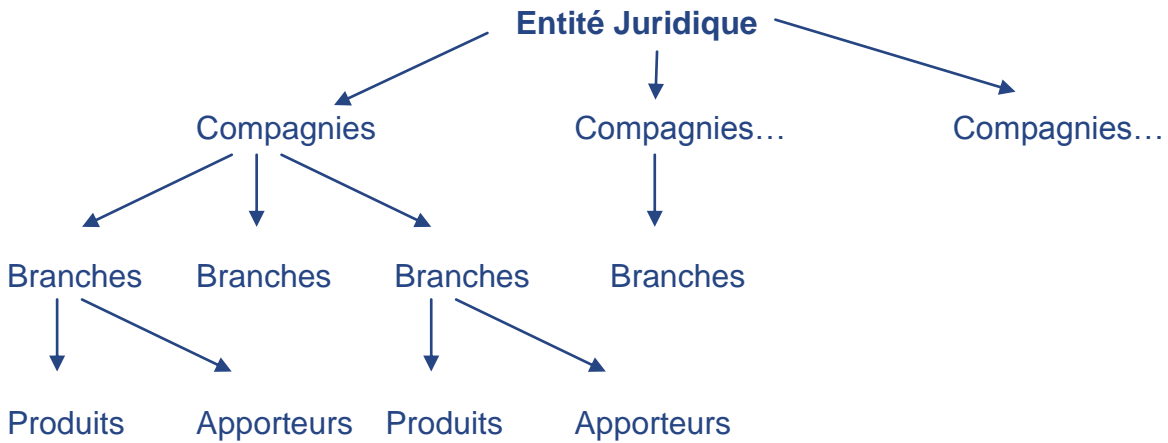 Entité Juridique
Compagnies Compagnies… Compagnies…
Branches Branches Branches Branches
Produits Apporteurs Produits Apporteurs